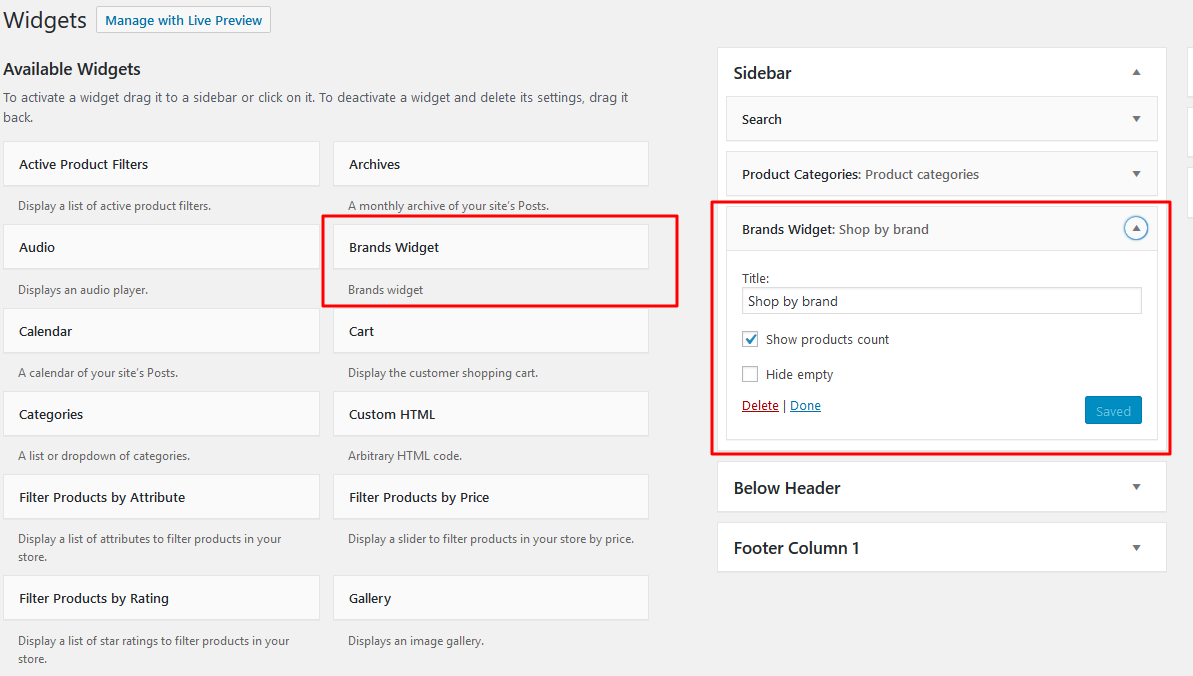 Widgets
Manage with Live Preview
Available Widgets
To activate a widget drag it to a sidebar or click on it. To deactivate a widget and delete its settings, drag it
back.
Active Product Filters
Display a list of active product filters.
Archives
A monthly archive of your site's Posts.
Audio
Displays an audio player.
Brands Widget
Brands widget
Calendar
A calendar of your site's Posts.
Cart
Display the customer shopping cart.
Categories
A list or dropdown of categories.
Custom HTML
Arbitrary HTML code.
Filter Products by Attribute
Display a list of attributes to filter products in your
store.
Filter Products by Price
Display a slider to filter products in your store by price.
Filter Products by Rating
Display a list of star ratings to filter products in your
store.
Gallery
Displays an image gallery.
Sidebar
Search
Product Categories: Product categories
Brands Widget: Shop by brand
Title:
Shop by brand
Show products count
Hide empty
Delete | Done
Saved
Below Header
Footer Column 1